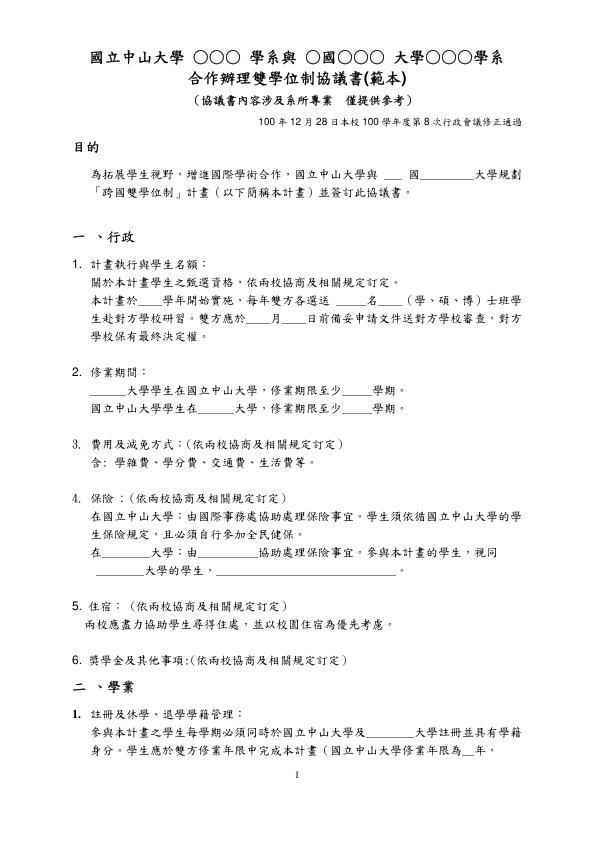 國立中山大學 ○○○ 學系與 ○國○○○ 大學○○○學系
合作辦理雙學位制協議書(範本)
（協議書內容涉及系所專業　僅提供參考）
100 年 12 月 28 日本校 100 學年度第 8 次行政會議修正通過
目的
為拓展學生視野，增進國際學術合作，國立中山大學與 ___ 國_________大學規劃
「跨國雙學位制」計畫（以下簡稱本計畫）並簽訂此協議書。
一 、行政
1. 計畫執行與學生名額：
關於本計畫學生之甄選資格，依兩校協商及相關規定訂定。
本計畫於____學年開始實施，每年雙方各選送 _____名____（學、碩、博）士班學
生赴對方學校研習。雙方應於____月____日前備妥申請文件送對方學校審查，對方
學校保有最終決定權。
2. 修業期間：
______大學學生在國立中山大學，修業期限至少_____學期。
國立中山大學學生在______大學，修業期限至少_____學期。
3. 費用及減免方式：(依兩校協商及相關規定訂定）
含：學雜費、學分費、交通費、生活費等。
4. 保險：(依兩校協商及相關規定訂定）
在國立中山大學：由國際事務處協助處理保險事宜。學生須依循國立中山大學的學
生保險規定，且必須自行參加全民健保。
在________大學：由__________協助處理保險事宜。參與本計畫的學生，視同
________大學的學生，______________________________。
5. 住宿：（依兩校協商及相關規定訂定）
兩校應盡力協助學生尋得住處，並以校園住宿為優先考慮。
6. 獎學金及其他事項:(依兩校協商及相關規定訂定）
二 、學業
1. 註冊及休學、退學學籍管理：
參與本計畫之學生每學期必須同時於國立中山大學及________大學註冊並具有學籍
身分。學生應於雙方修業年限中完成本計畫（國立中山大學修業年限為__年，
1